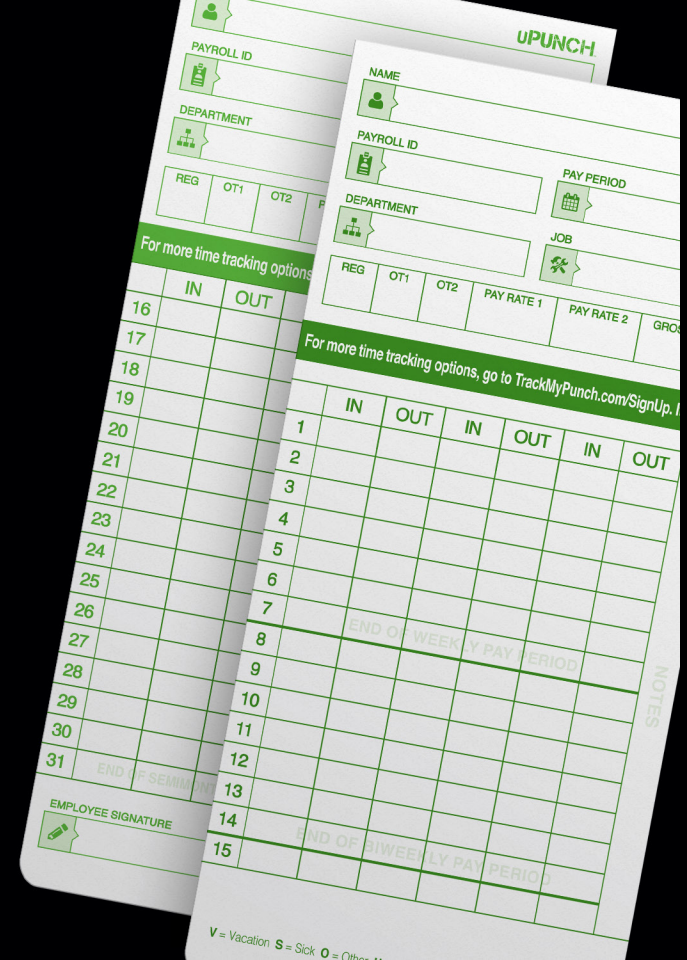 uPUNCH
PAYROLL ID
DEPARTMENT
REG OT1 OT2
For more time tracking options
IN OUT
16
17
18
19
20
21
22
23
24
25
26
27
28
29
30
31
END OF
EMPLOYEE SIGNATURE
NAME
PAYROLL ID
PAY PERIOD
DEPARTMENT
JOB
REG OT1 OT2 PAY RATE 1 PAY RATE 2
For more time tracking options, go to TrackMyPunch.com/SignUp.
IN OUT IN OUT IN OUT
1
2
3
4
5
6
7
END OF WEEKLY PAY PERIOD
8
9
10
11
12
13
14
END OF BIWEEKLY PAY PERIOD
15
NOTES
V = Vacation S = Sick O = Other